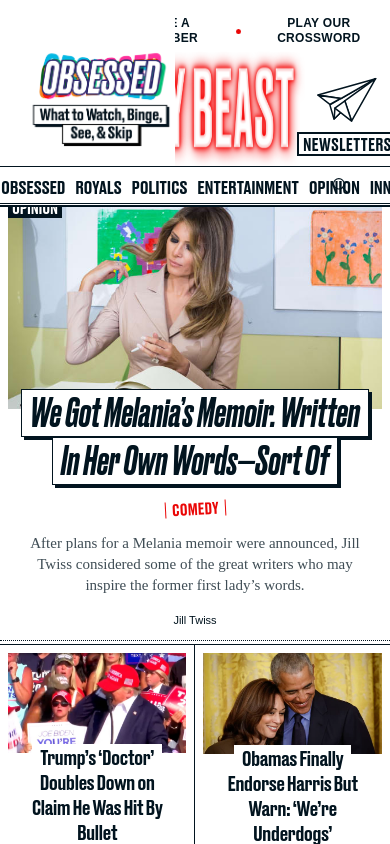 E A
BER
PLAY OUR
CROSSWORD
OBSESSED
What to Watch, Binge,
See, & Skip
Y BEAST
NEWSLETTERS
OBSESSED ROYALS POLITICS ENTERTAINMENT OPINION INN
OPINION
We Got Melania’s Memoir. Written
In Her Own Words—Sort Of
COMEDY
After plans for a Melania memoir were announced, Jill
Twiss considered some of the great writers who may
inspire the former first lady’s words.
Jill Twiss
JOE BIDEN
YOU'RE
Trump’s ‘Doctor’
Doubles Down on
Claim He Was Hit By
Bullet
Obamas Finally
Endorse Harris But
Warn: ‘We’re
Underdogs’